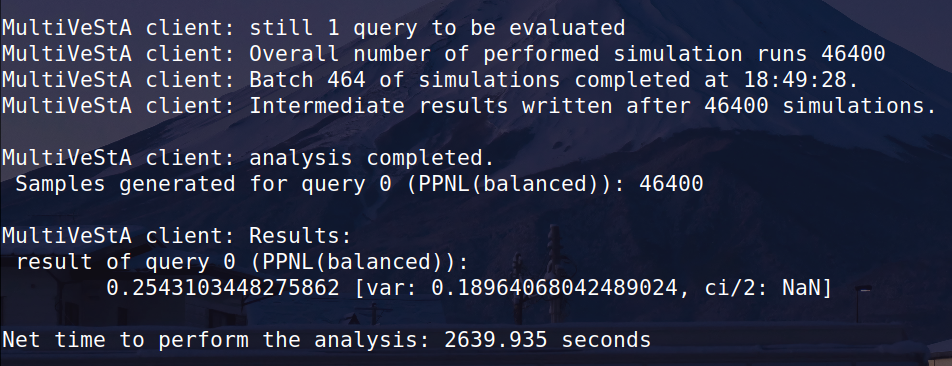 MultiVeStA client: still 1 query to be evaluated
MultiVeStA client: Overall number of performed simulation runs 46400
MultiVeStA client: Batch 464 of simulations completed at 18:49:28.
MultiVeStA client: Intermediate results written after 46400 simulations.
MultiVeStA client: analysis completed.
Samples generated for query 0 (PPNL(balanced)): 46400
MultiVeStA client: Results:
result of query 0 (PPNL(balanced)):
0.2543103448275862 [var: 0.18964068042489024, ci/2: NaN]
Net time to perform the analysis: 2639.935 seconds